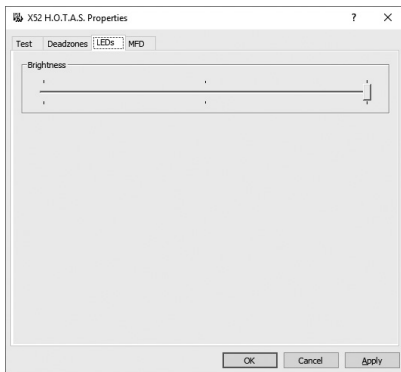 X52 H.O.T.A.S. Properties ? ✕
Test Deadzones LEDs MFD
Brightness
OK Cancel Apply